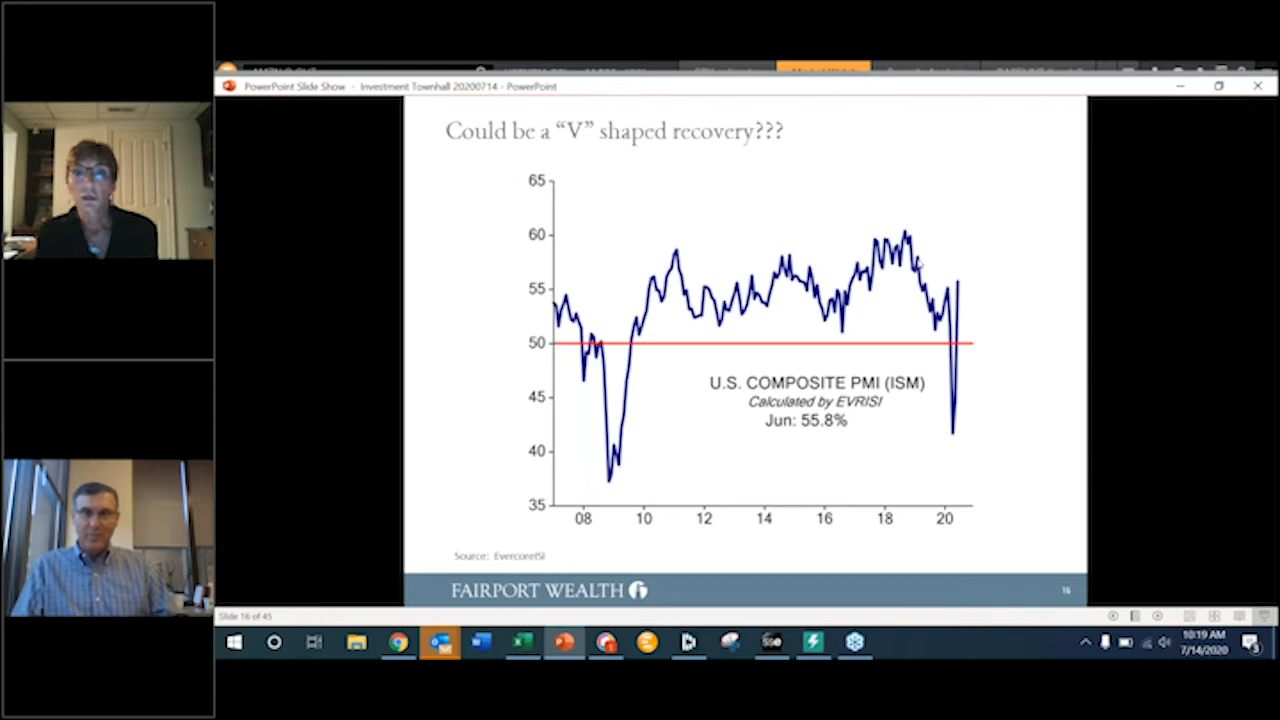 PowerPoint Slide Show - Investment Townhall 20200714 - PowerPoint
Could be a “V” shaped recovery???
65
60
55
50
45
40
35
U.S. COMPOSITE PMI (ISM)
Calculated by EVRISI
Jun: 55.8%
08 10 12 14 16 18 20
Source: EvercoreISI
FAIRPORT WEALTH
16
Slide 16 of 45
10:19 AM
7/14/2020